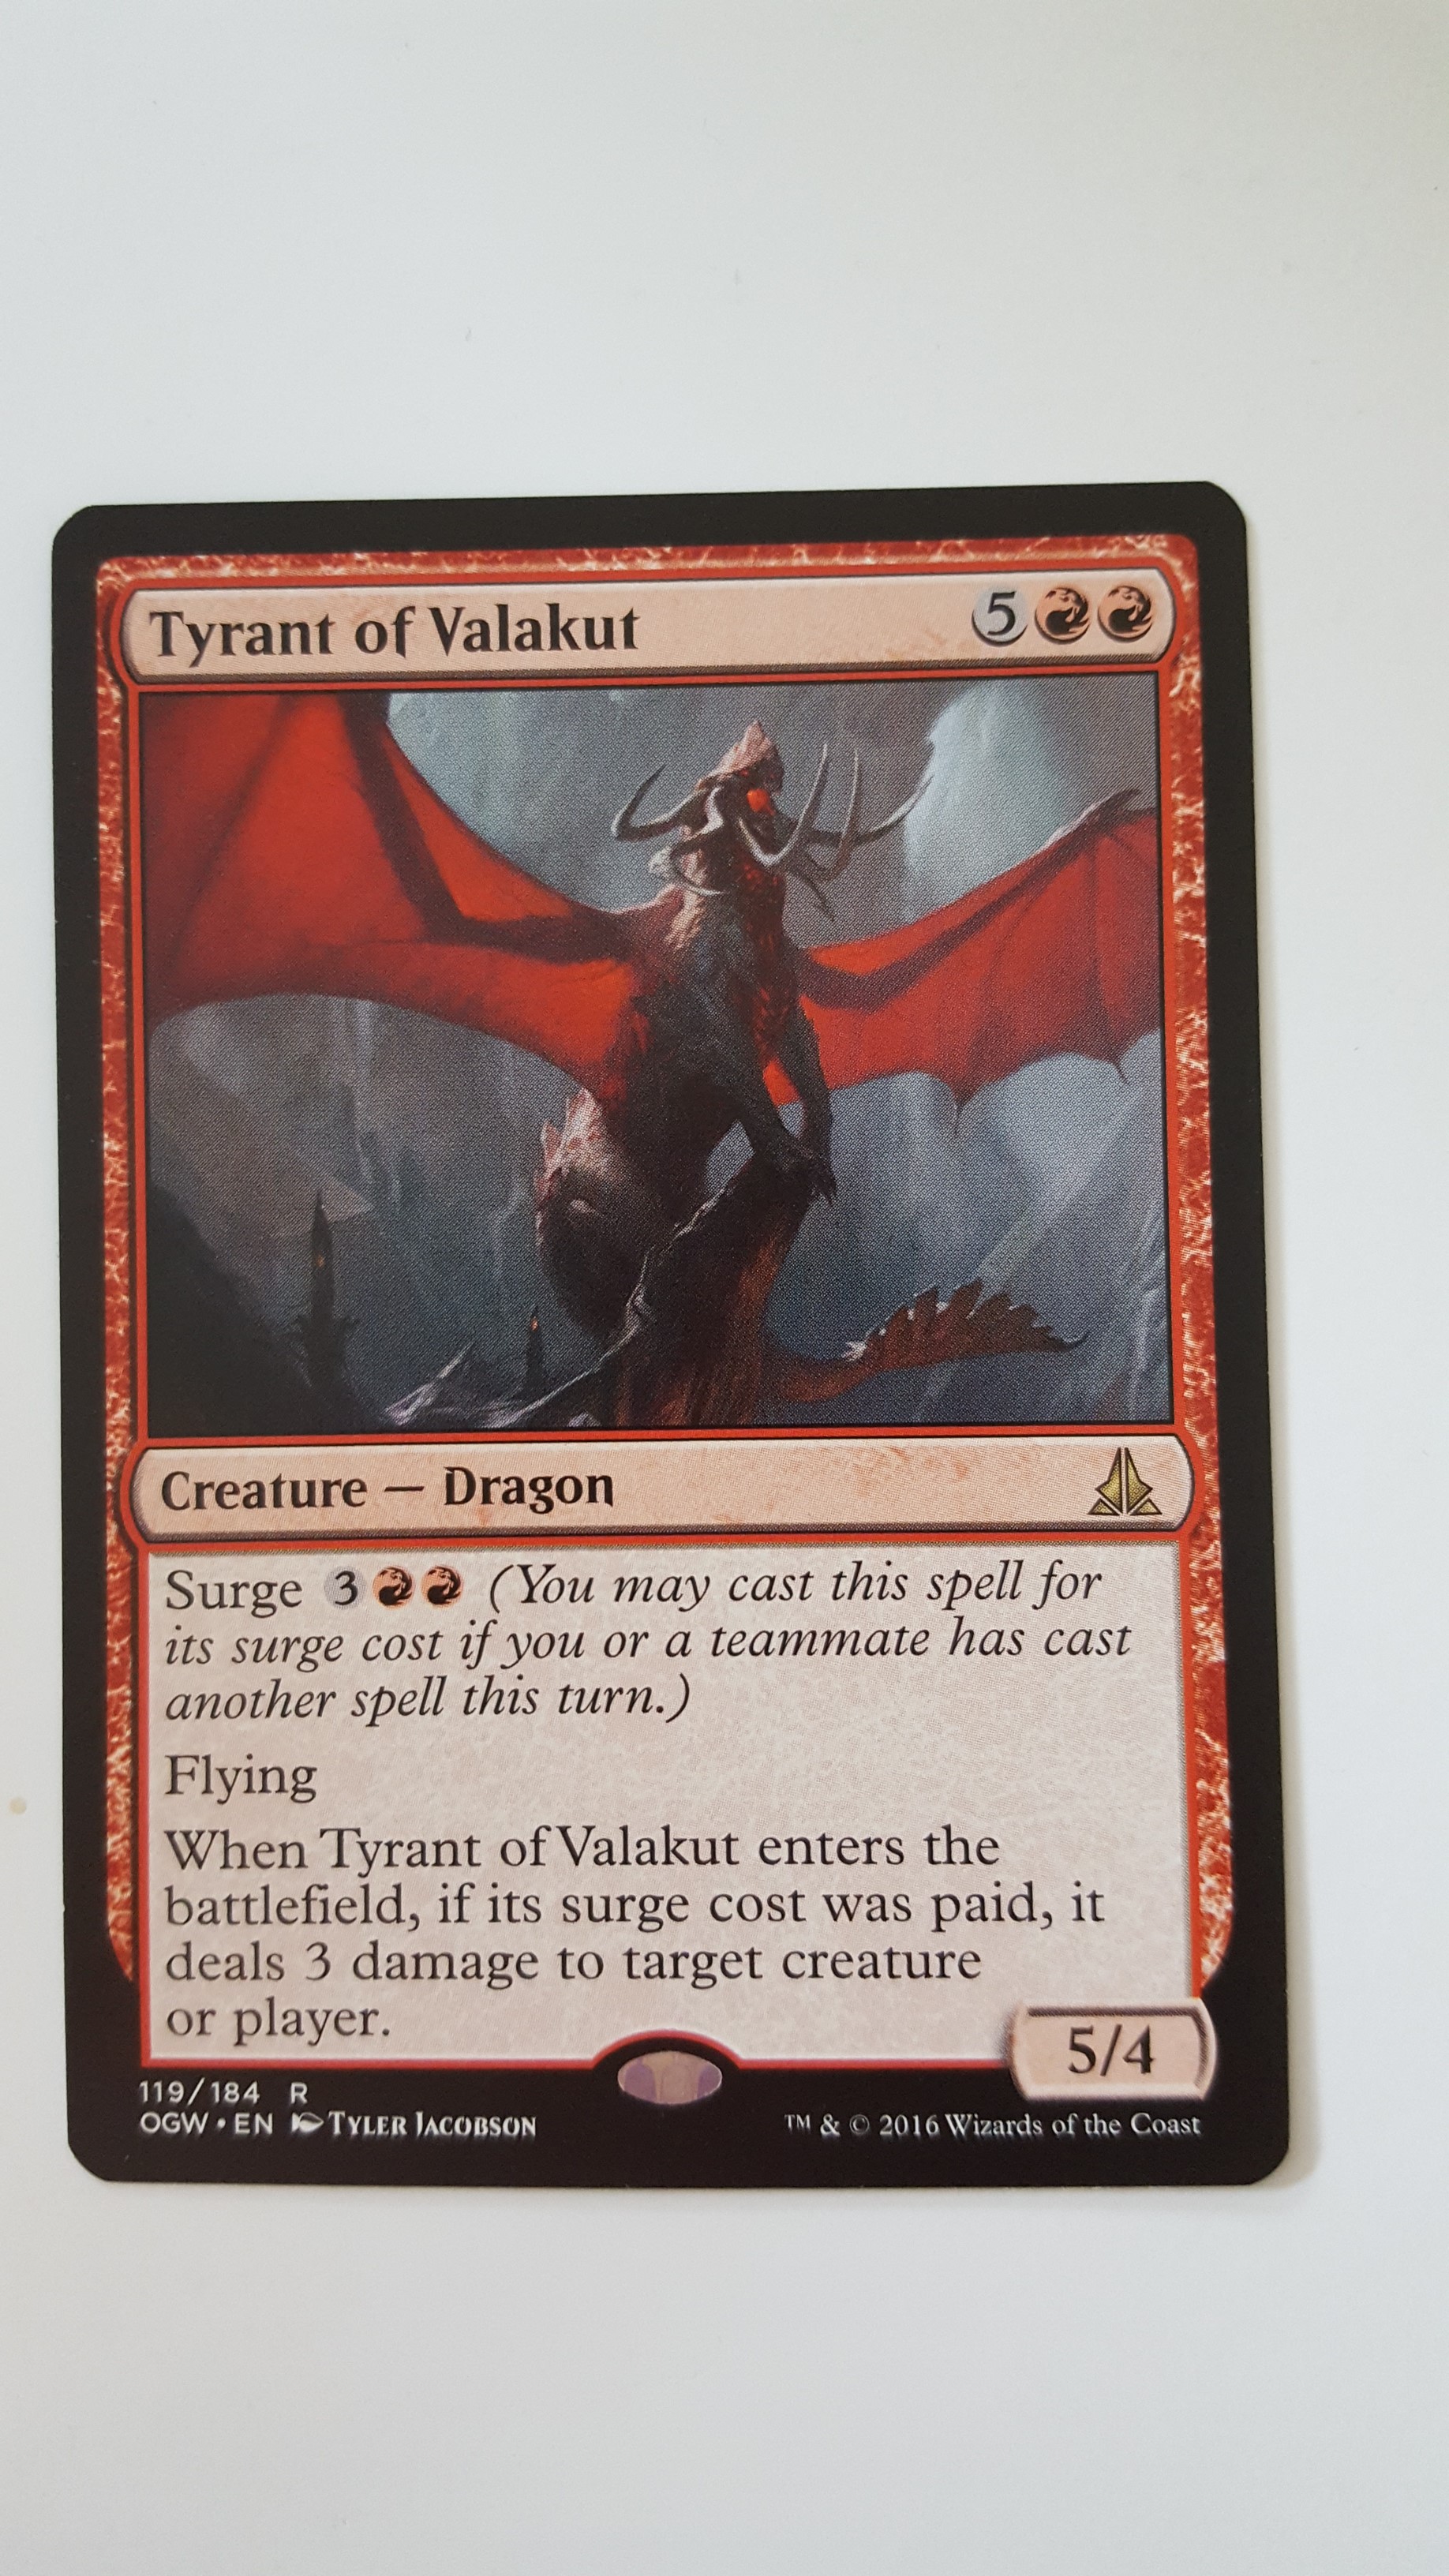 Tyrant of Valakut 5
Creature — Dragon
Surge 3 (You may cast this spell for
its surge cost if you or a teammate has cast
another spell this turn.)
Flying
When Tyrant of Valakut enters the
battlefield, if its surge cost was paid, it
deals 3 damage to target creature
or player.
5/4
119/184 R
OGW • EN TYLER JACOBSON
™ & © 2016 Wizards of the Coast